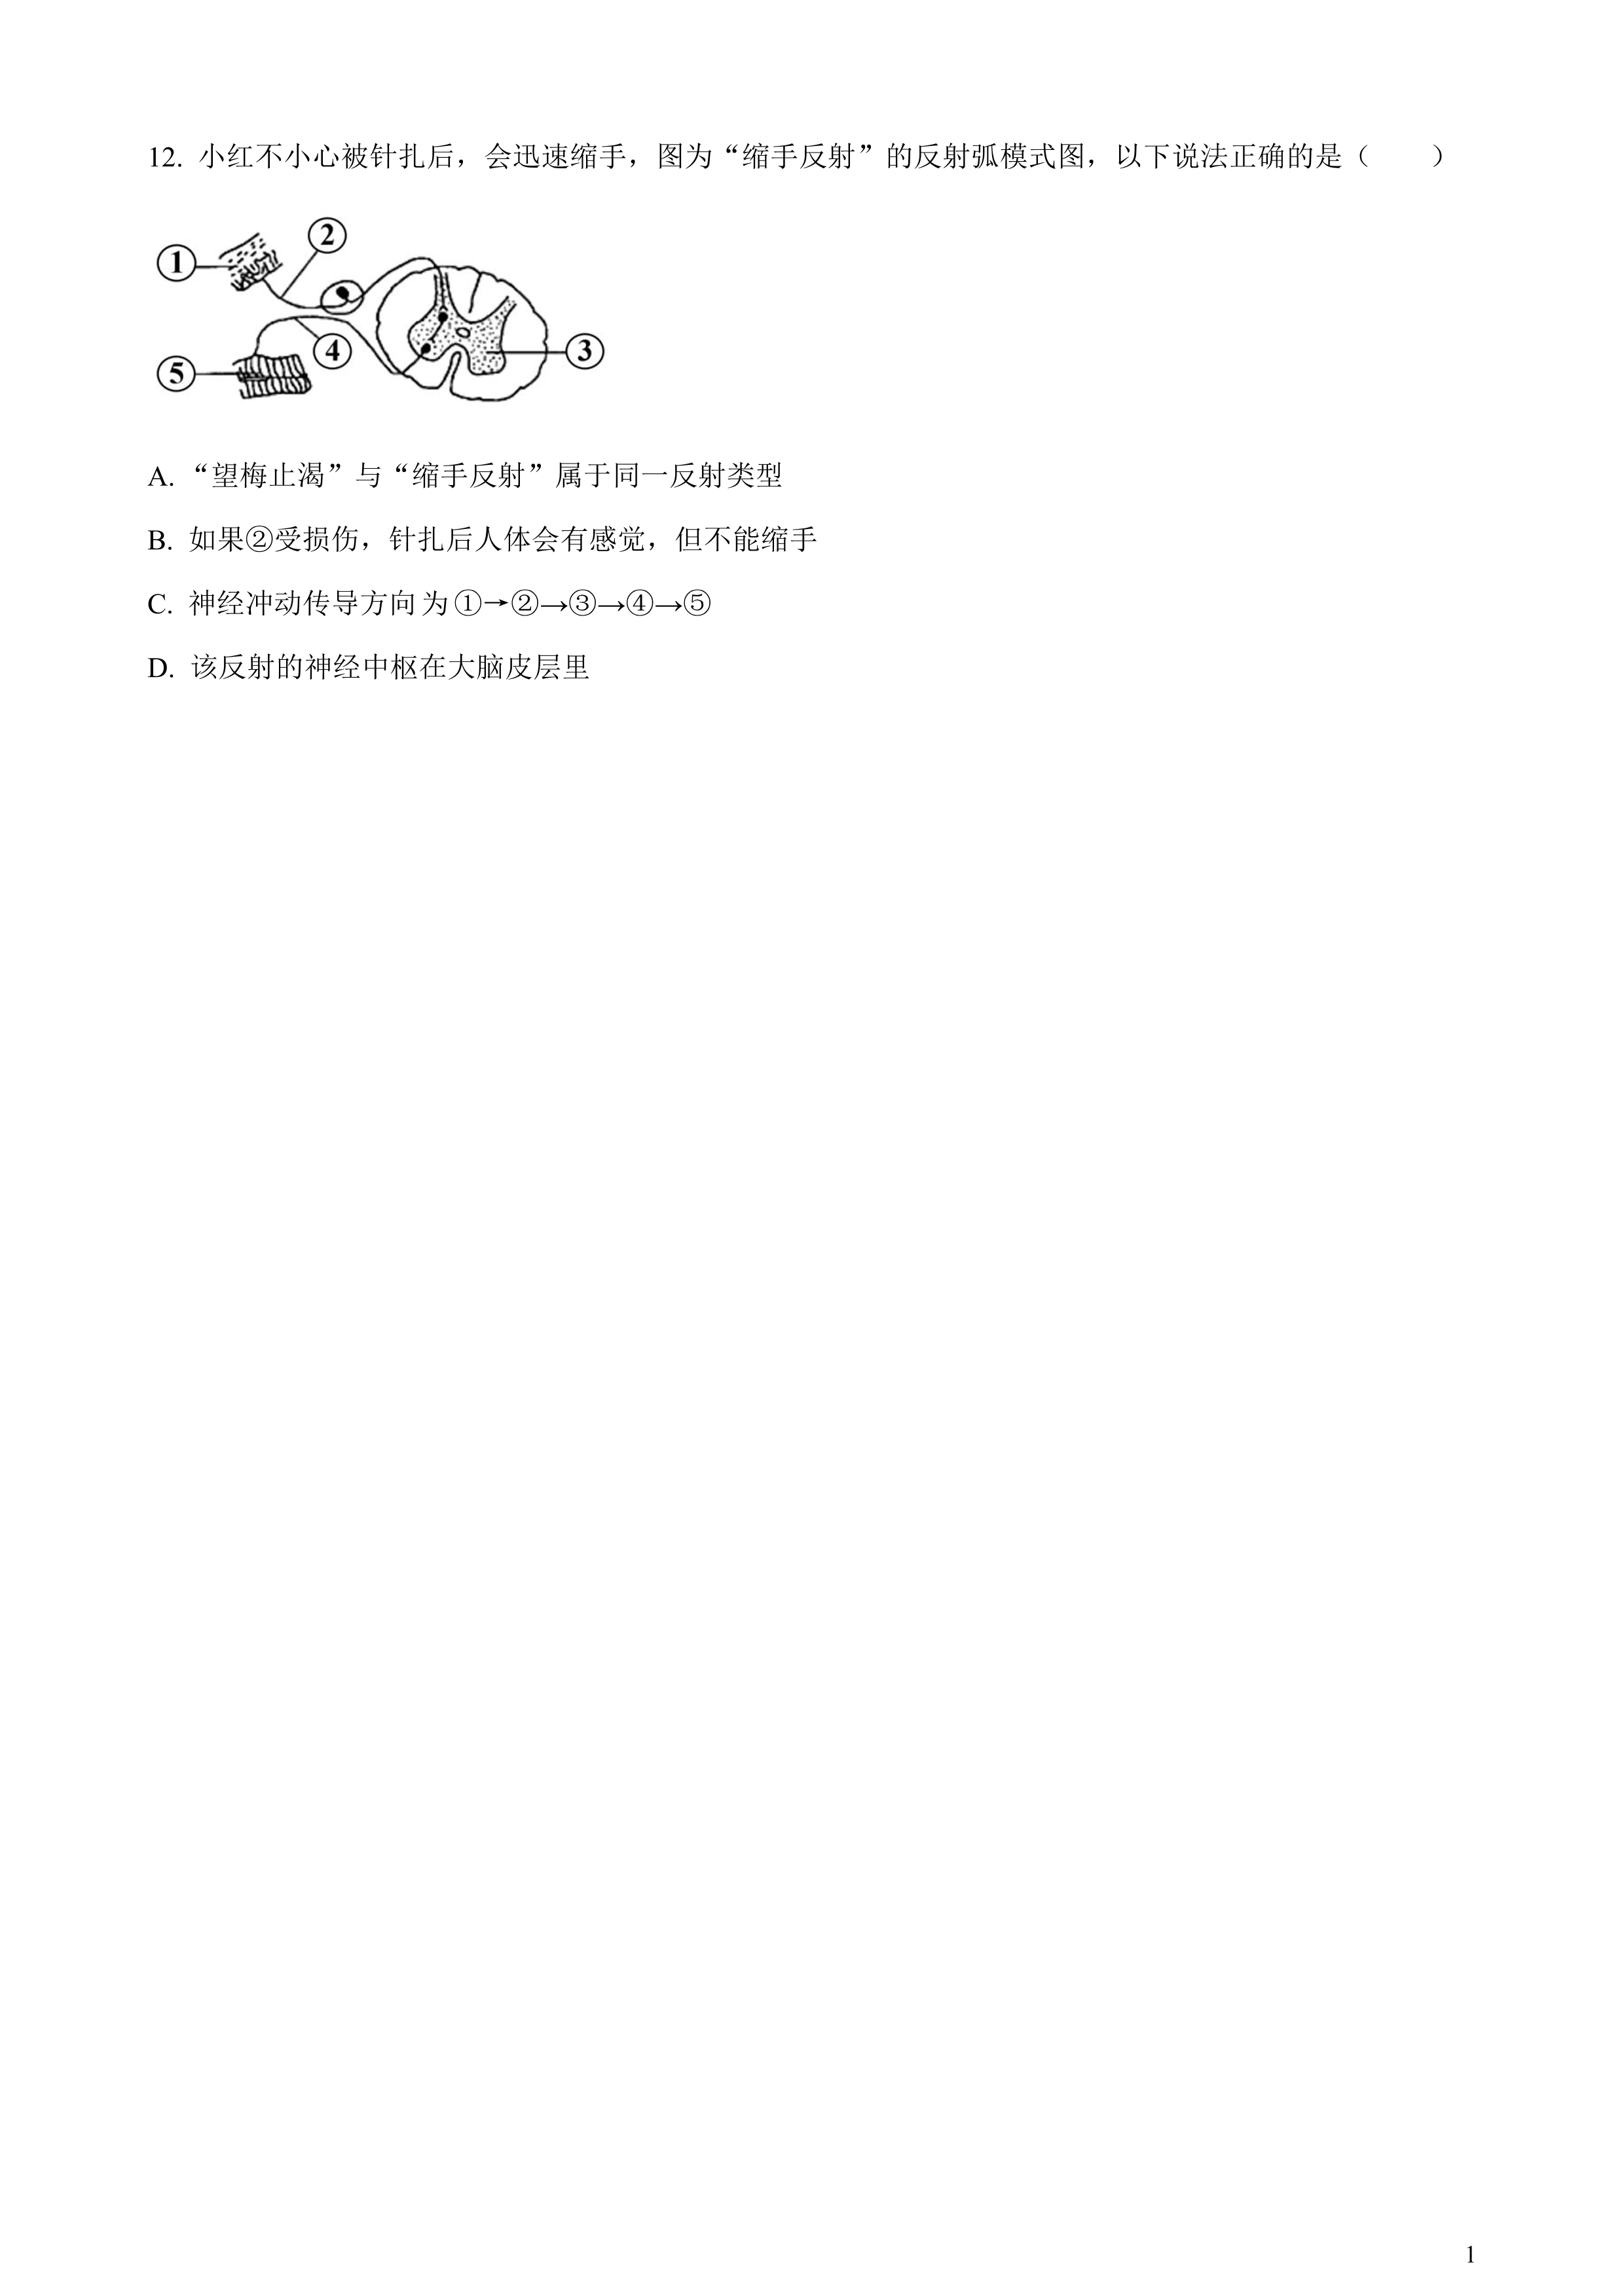 12. 小红不小心被针扎后，会迅速缩手，图为“缩手反射”的反射弧模式图，以下说法正确的是（　　）
①
②
③
④
⑤
A. “望梅止渴”与“缩手反射”属于同一反射类型
B. 如果②受损伤，针扎后人体会有感觉，但不能缩手
C. 神经冲动传导方向为①→②→③→④→⑤
D. 该反射的神经中枢在大脑皮层里
1